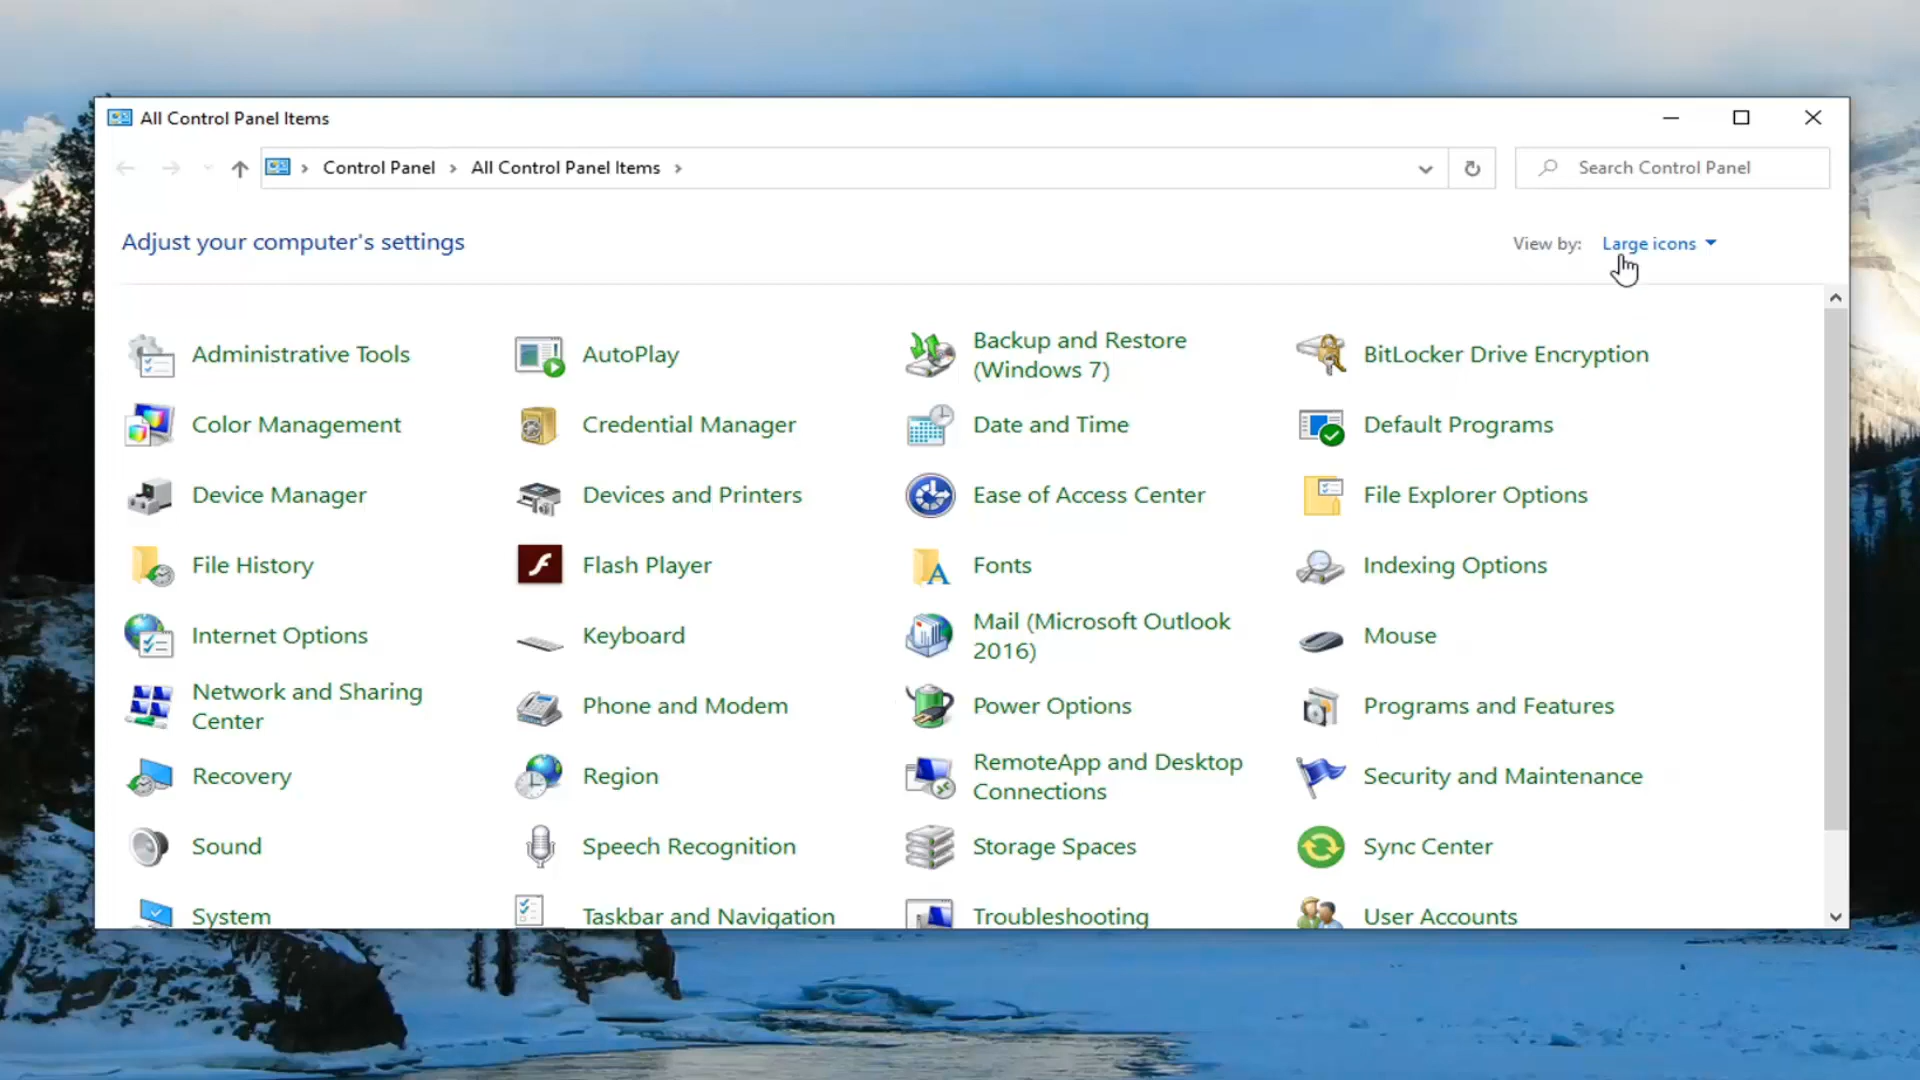 All Control Panel Items
Control Panel
All Control Panel Items
Search Control Panel
Adjust your computer's settings
View by:
Large icons
Administrative Tools
AutoPlay
Backup and Restore
(Windows 7)
BitLocker Drive Encryption
Color Management
Credential Manager
Date and Time
Default Programs
Device Manager
Devices and Printers
Ease of Access Center
File Explorer Options
File History
Flash Player
Fonts
Indexing Options
Internet Options
Keyboard
Mail (Microsoft Outlook
2016)
Mouse
Network and Sharing
Center
Phone and Modem
Power Options
Programs and Features
Recovery
Region
RemoteApp and Desktop
Connections
Security and Maintenance
Sound
Speech Recognition
Storage Spaces
Sync Center
System
Taskbar and Navigation
Troubleshooting
User Accounts